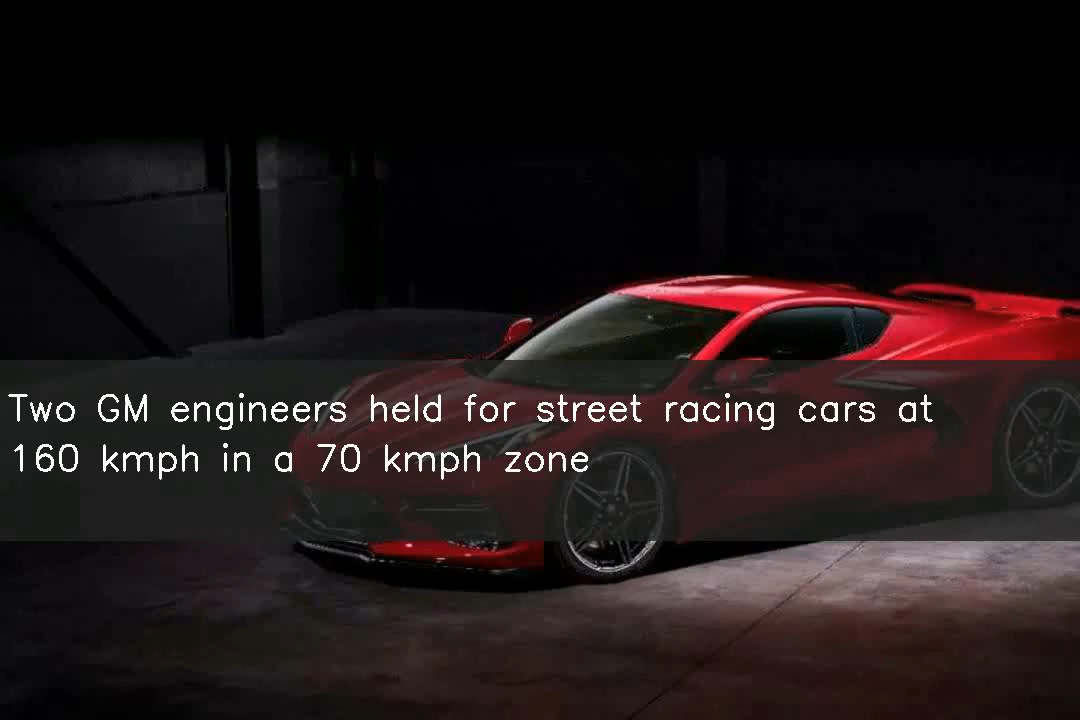 Two GM engineers held for street racing cars at
160 kmph in a 70 kmph zone